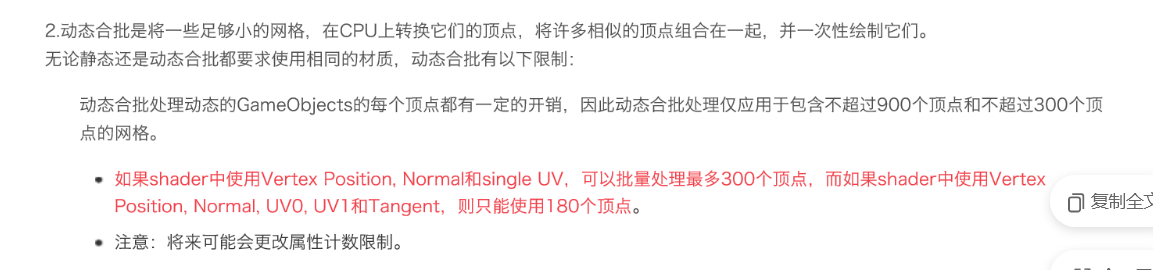 2.动态合批是将一些足够小的网格，在CPU上转换它们的顶点，将许多相似的顶点组合在一起，并一次性绘制它们。
无论静态还是动态合批都要求使用相同的材质，动态合批有以下限制：
动态合批处理动态的GameObjects的每个顶点都有一定的开销，因此动态合批处理仅应用于包含不超过900个顶点和不超过300个顶
点的网格。
• 如果shader中使用Vertex Position, Normal和single UV，可以批量处理最多300个顶点，而如果shader中使用Vertex
Position, Normal, UV0, UV1和Tangent，则只能使用180个顶点。
复制全文
• 注意：将来可能会更改属性计数限制。